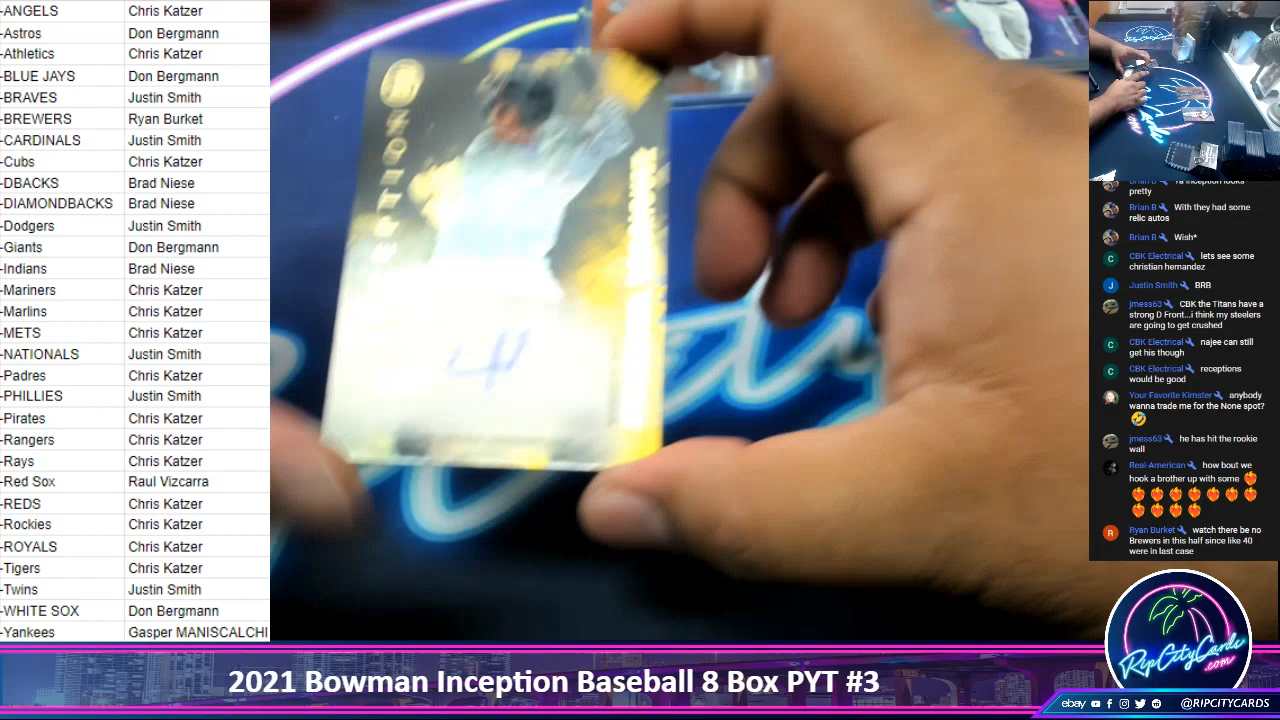 -ANGELS Chris Katzer
-Astros Don Bergmann
-Athletics Chris Katzer
-BLUE JAYS Don Bergmann
-BRAVES Justin Smith
-BREWERS Ryan Burket
-CARDINALS Justin Smith
-Cubs Chris Katzer
-DBACKS Brad Niese
-DIAMONDBACKS Brad Niese
-Dodgers Justin Smith
-Giants Don Bergmann
-Indians Brad Niese
-Mariners Chris Katzer
-Marlins Chris Katzer
-METS Chris Katzer
-NATIONALS Justin Smith
-Padres Chris Katzer
-PHILLIES Justin Smith
-Pirates Chris Katzer
-Rangers Chris Katzer
-Rays Chris Katzer
-Red Sox Raul Vizcarra
-REDS Chris Katzer
-Rockies Chris Katzer
-ROYALS Chris Katzer
-Tigers Chris Katzer
-Twins Justin Smith
-WHITE SOX Don Bergmann
-Yankees Gasper MANISCALCHI
pretty
Brian B With they had some
relic autos
Brian B Wish*
C CBK Electrical lets see some
christian hernandez
J Justin Smith BRB
jmess63 CBK the Titans have a
strong D Front...i think my steelers
are going to get crushed
C CBK Electrical najee can still
get his though
C CBK Electrical receptions
would be good
Your Favorite Kimster anybody
wanna trade me for the None spot?
🤣
jmess63 he has hit the rookie
wall
Real-American how bout we
hook a brother up with some
R Ryan Burket watch there be no
Brewers in this half since like 40
were in last case
RipCityCards
.com
2021 Bowman Inception Baseball 8 Box PYT #3
ebay @RIPCITYCARDS